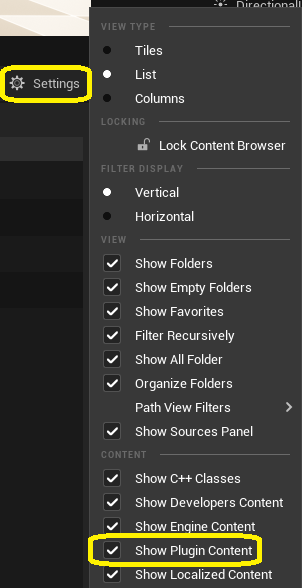 Directionall
VIEW TYPE
Tiles
Settings
List
Columns
LOCKING
Lock Content Browser
FILTER DISPLAY
Vertical
Horizontal
VIEW
Show Folders
Show Empty Folders
Show Favorites
Filter Recursively
Show All Folder
Organize Folders
Path View Filters
Show Sources Panel
CONTENT
Show C++ Classes
Show Developers Content
Show Engine Content
Show Plugin Content
Show Localized Content